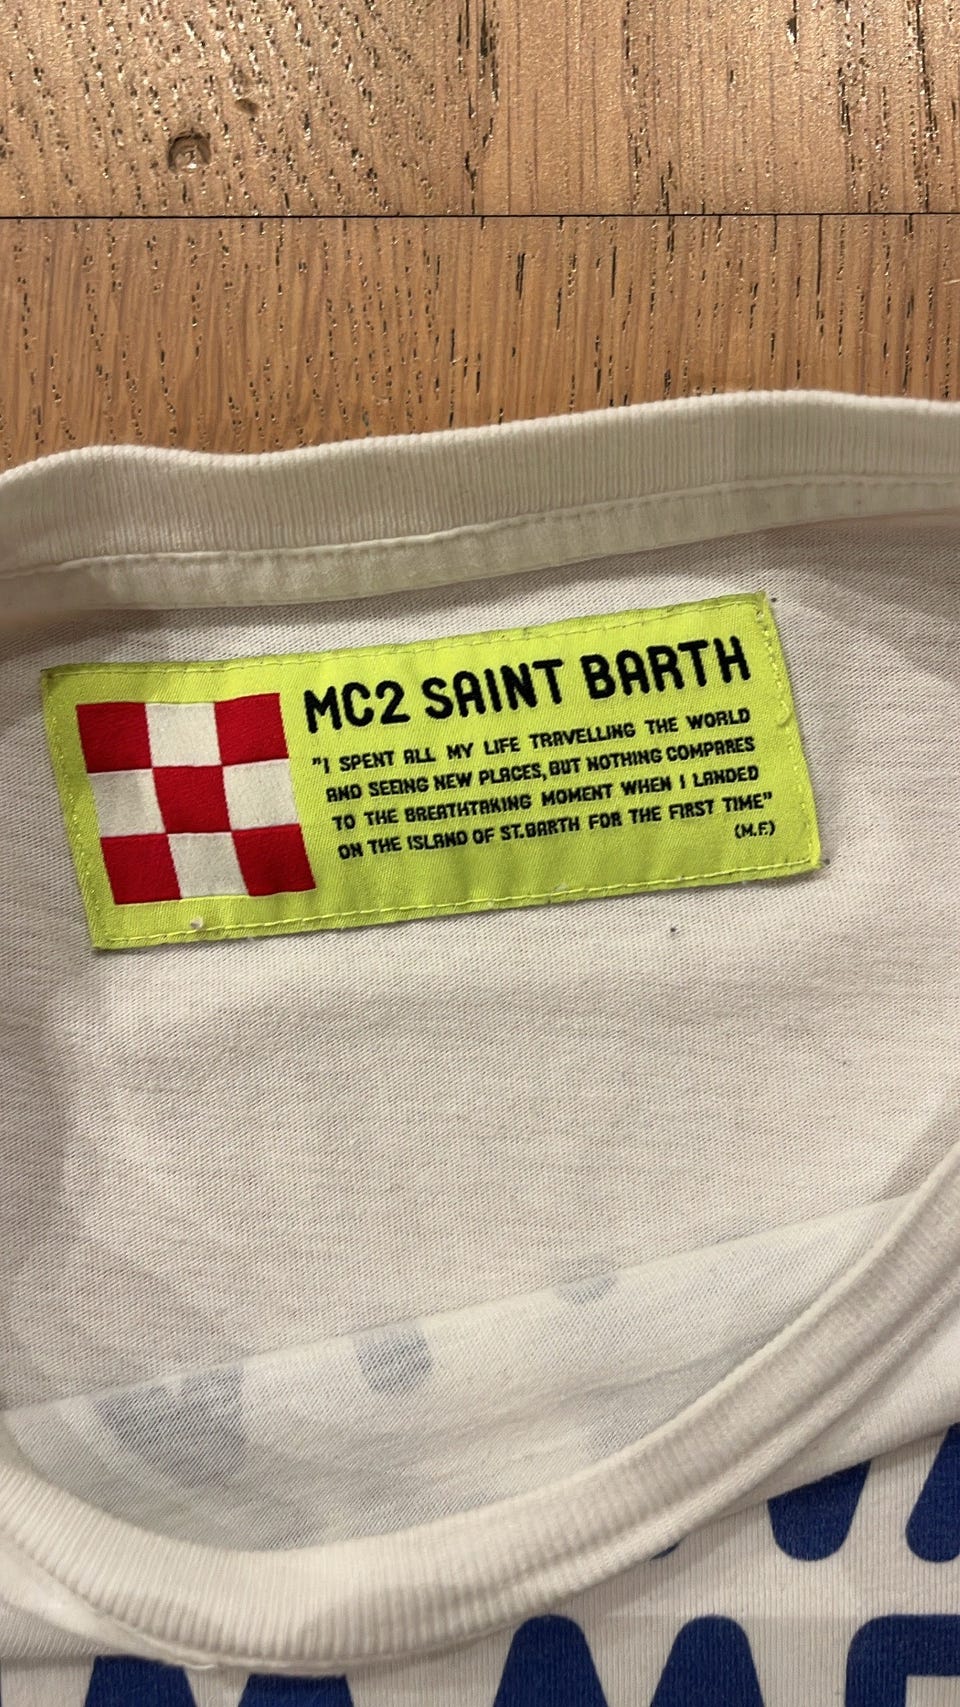 MC2 SAINT BARTH
"I SPENT ALL MY LIFE TRAVELLING THE WORLD
AND SEEING NEW PLACES, BUT NOTHING COMPARES
TO THE BREATHTAKING MOMENT WHEN I LANDED
ON THE ISLAND OF ST.BARTH FOR THE FIRST TIME"
(M.F.)